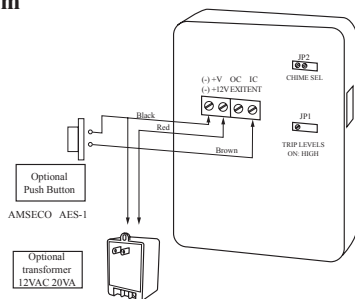 m
JP2
CHIME SEL
(-) +V OC IC
(-) +12V EXIT ENT
Black
Red
JP1
TRIP LEVELS
ON: HIGH
Brown
Optional
Push Button
AMSECO AES-1
Optional
transformer
12VAC 20VA